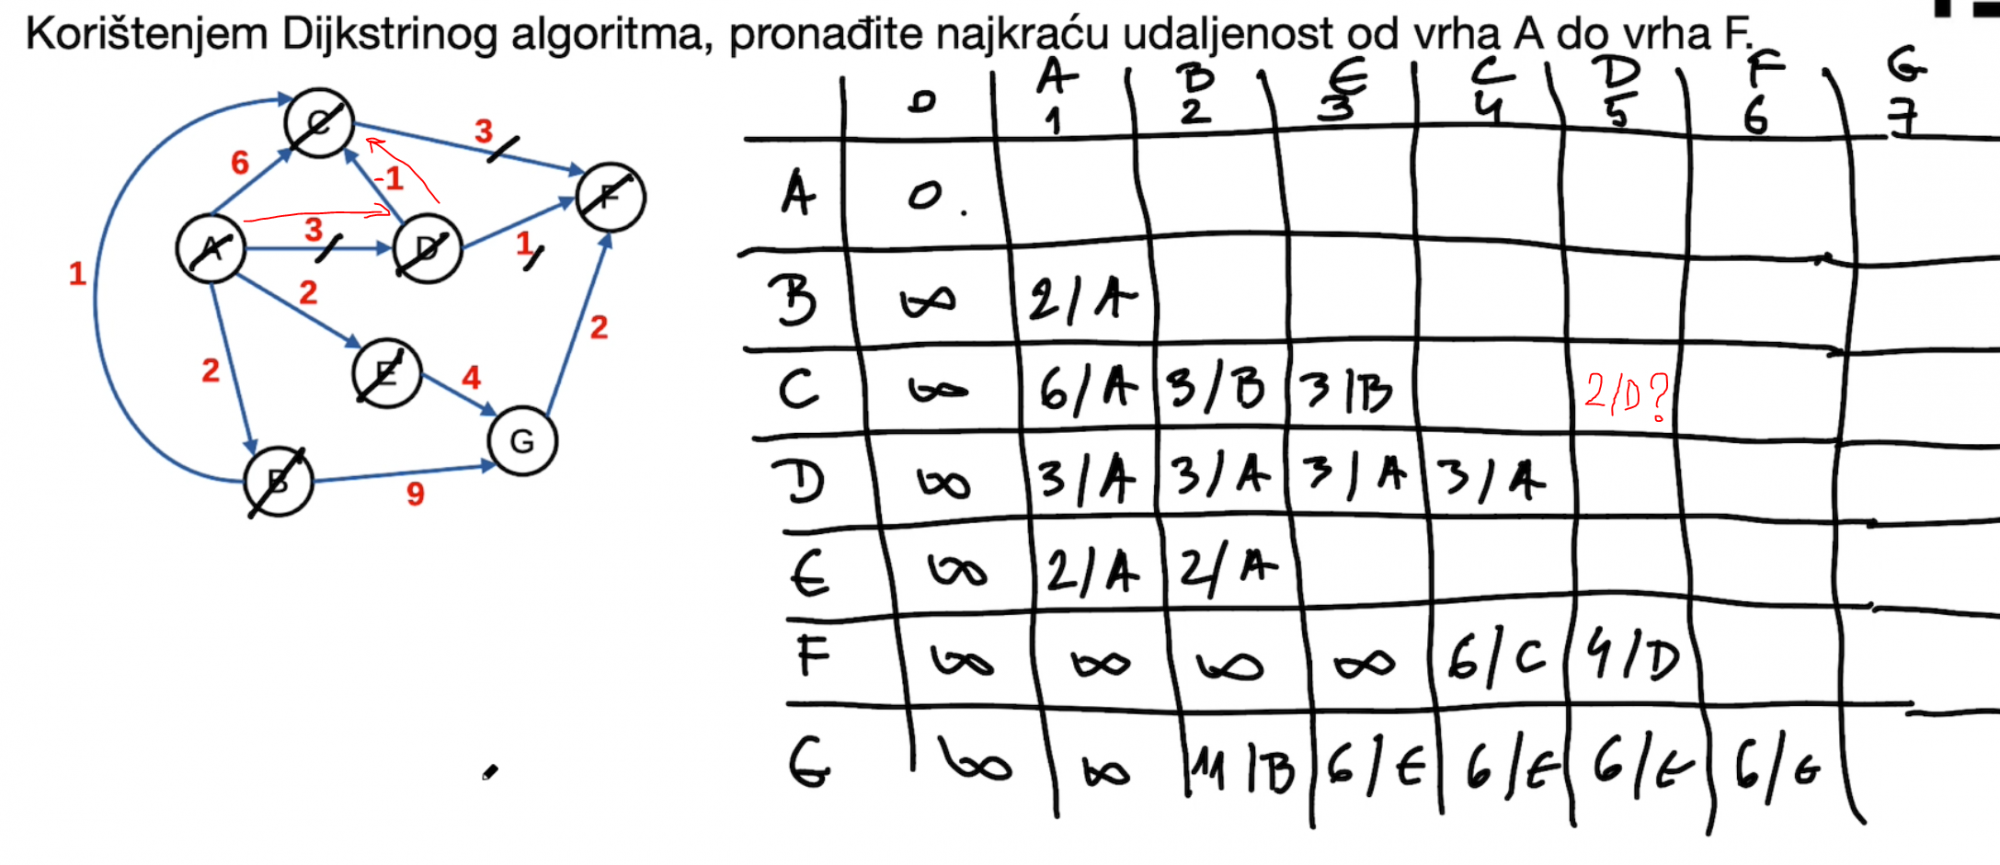 Korištenjem Dijkstrinog algoritma, pronađite najkraću udaljenost od vrha A do vrha F.
A B E C D F G
0 1 2 3 4 5 6 7
A 0.
B ∞ 2/A
C ∞ 6/A 3/B 3/B 2/D?
D ∞ 3/A 3/A 3/A 3/A
E ∞ 2/A 2/A
F ∞ ∞ ∞ ∞ 6/C 4/D
G ∞ ∞ 11/B 6/E 6/E 6/E 6/G
C
3
6
-1
F
A
3
D
1
1
2
2
E
2
4
G
B
9